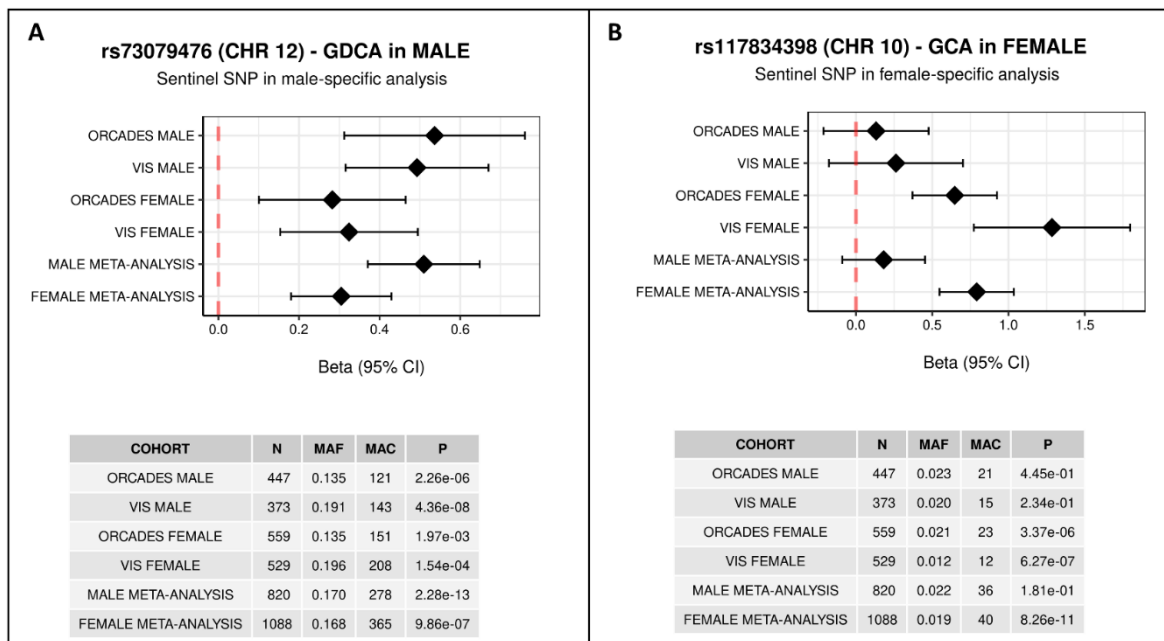 A
rs73079476 (CHR 12) - GDCA in MALE
Sentinel SNP in male-specific analysis
ORCADES MALE
VIS MALE
ORCADES FEMALE
VIS FEMALE
MALE META-ANALYSIS
FEMALE META-ANALYSIS
0.0 0.2 0.4 0.6
Beta (95% CI)
COHORT N MAF MAC P
ORCADES MALE 447 0.135 121 2.26e-06
VIS MALE 373 0.191 143 4.36e-08
ORCADES FEMALE 559 0.135 151 1.97e-03
VIS FEMALE 529 0.196 208 1.54e-04
MALE META-ANALYSIS 820 0.170 278 2.28e-13
FEMALE META-ANALYSIS 1088 0.168 365 9.86e-07
B
rs117834398 (CHR 10) - GCA in FEMALE
Sentinel SNP in female-specific analysis
ORCADES MALE
VIS MALE
ORCADES FEMALE
VIS FEMALE
MALE META-ANALYSIS
FEMALE META-ANALYSIS
0.0 0.5 1.0 1.5
Beta (95% CI)
COHORT N MAF MAC P
ORCADES MALE 447 0.023 21 4.45e-01
VIS MALE 373 0.020 15 2.34e-01
ORCADES FEMALE 559 0.021 23 3.37e-06
VIS FEMALE 529 0.012 12 6.27e-07
MALE META-ANALYSIS 820 0.022 36 1.81e-01
FEMALE META-ANALYSIS 1088 0.019 40 8.26e-11